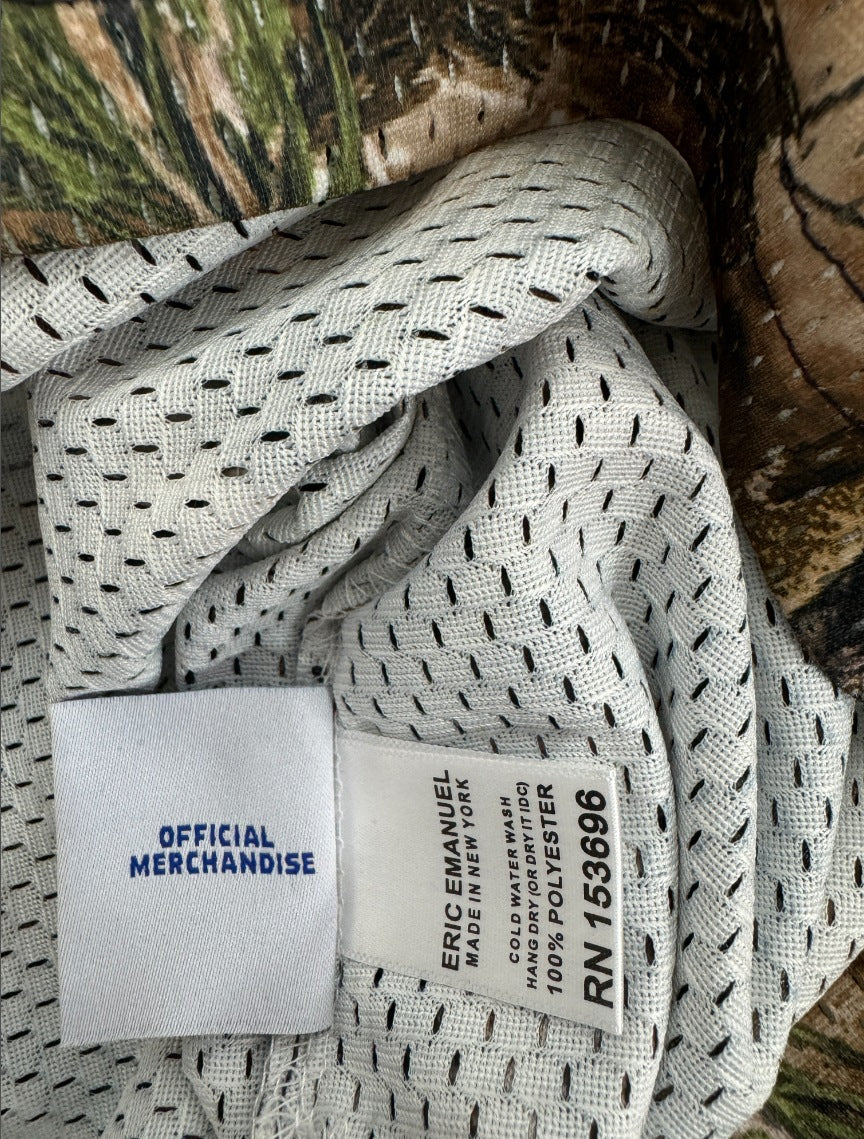 OFFICIAL
MERCHANDISE
ERIC EMANUEL
MADE IN NEW YORK
COLD WATER WASH
HANG DRY (OR DRY IT IDC)
100% POLYESTER
RN 153696